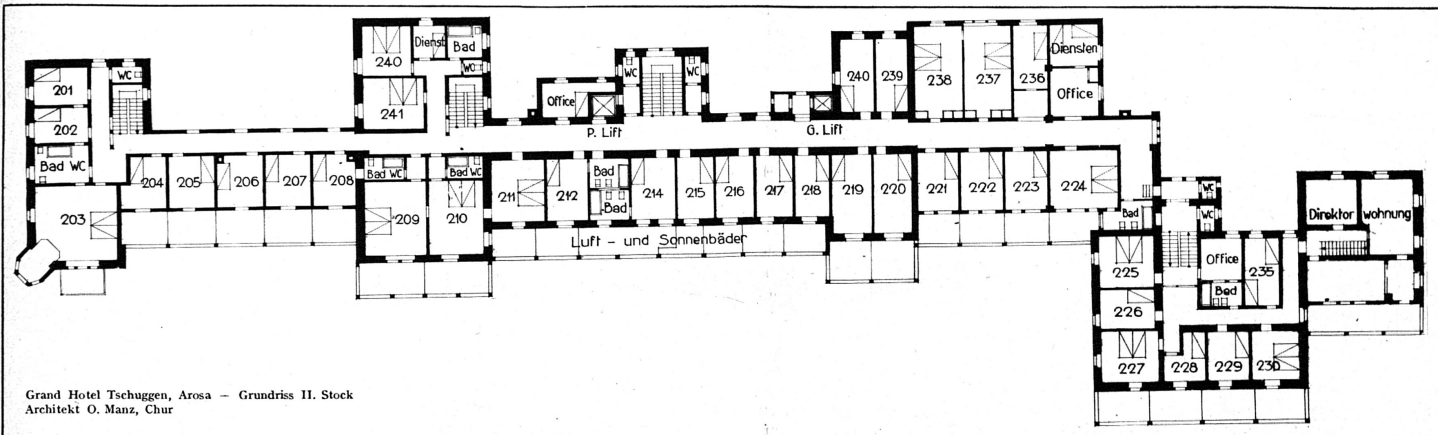 201
WC
202
Bad WC
203
204
205
206
207
208
240
Dienst
Bad
WC
241
Bad WC
Bad WC
209
210
Office
P. Lift
WC
WC
211
212
Bad
Bad
214
215
216
217
218
219
220
Luft - und Sonnenbäder
G. Lift
240
239
238
237
236
Diensten
Office
221
222
223
224
Bad
WC
WC
225
226
227
228
229
230
Office
Bad
235
Direktor wohnung
Grand Hotel Tschuggen, Arosa — Grundriss II. Stock
Architekt O. Manz, Chur